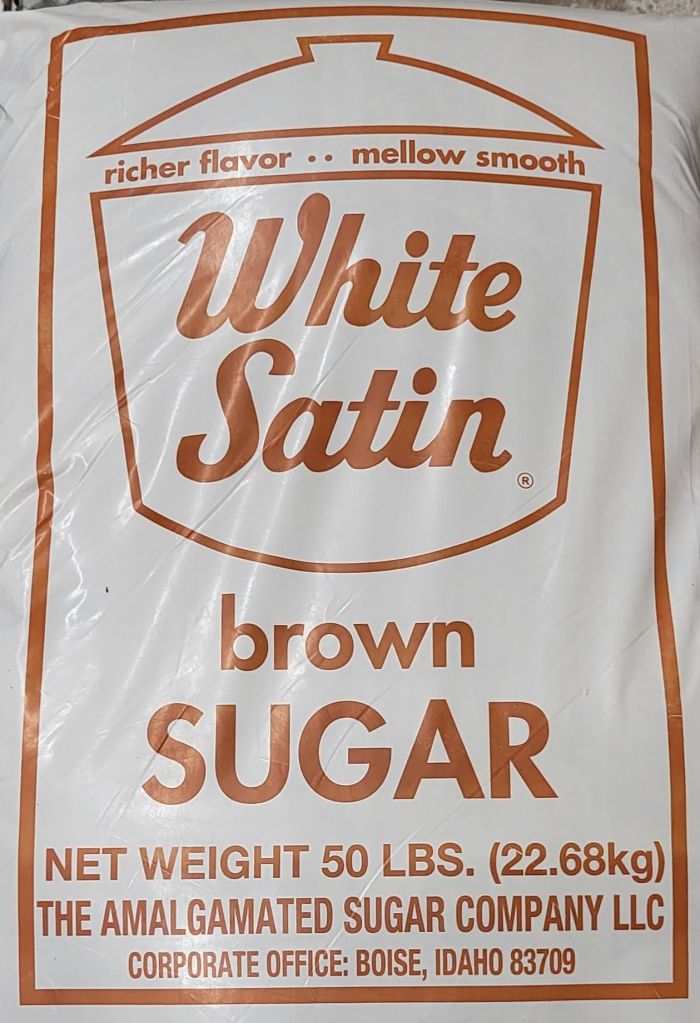 richer flavor •• mellow smooth
White
Satin®
brown
SUGAR
NET WEIGHT 50 LBS. (22.68kg)
THE AMALGAMATED SUGAR COMPANY LLC
CORPORATE OFFICE: BOISE, IDAHO 83709